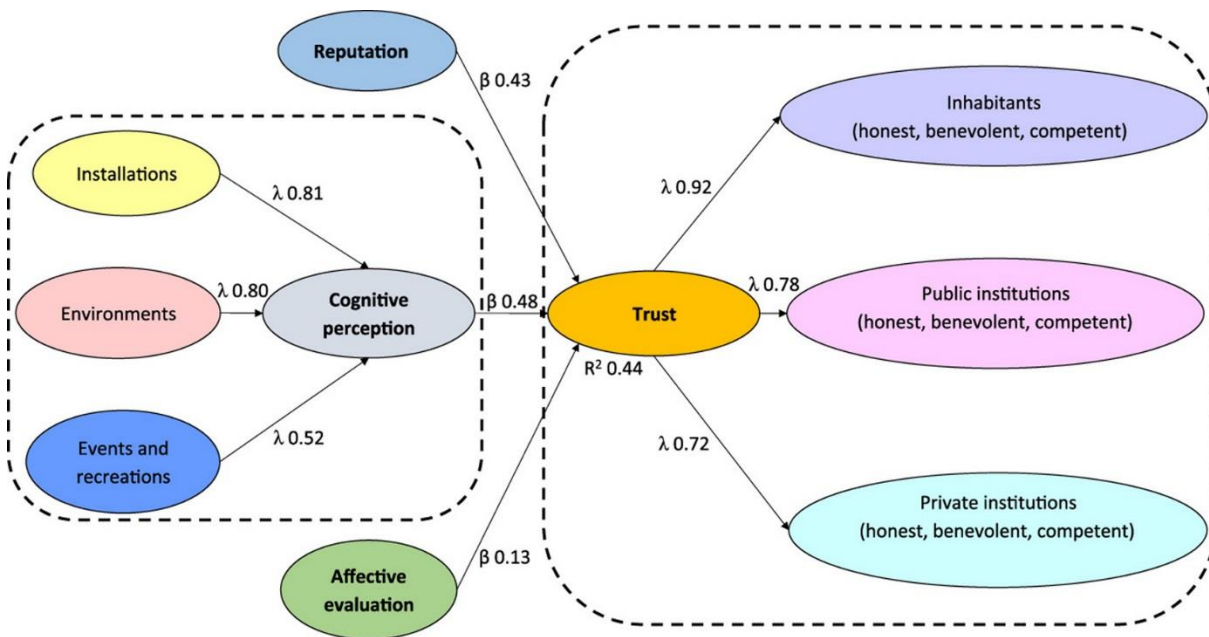 Reputation
β 0.43
Inhabitants
(honest, benevolent, competent)
Installations
λ 0.81
λ 0.92
Environments
λ 0.80
Cognitive
perception
β 0.48
Trust
R² 0.44
λ 0.78
Public institutions
(honest, benevolent, competent)
Events and
recreations
λ 0.52
λ 0.72
Private institutions
(honest, benevolent, competent)
β 0.13
Affective
evaluation